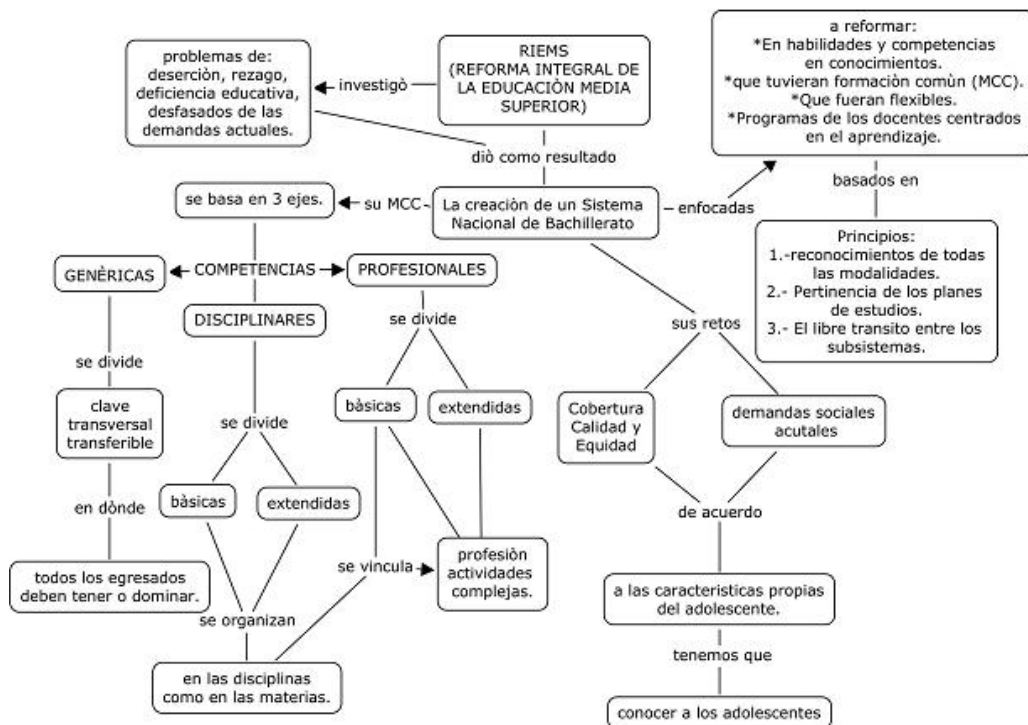 problemas de:
deserciòn, rezago,
deficiencia educativa,
desfasados de las
demandas actuales.
investigò
RIEMS
(REFORMA INTEGRAL DE
LA EDUCACIÒN MEDIA
SUPERIOR)
a reformar:
*En habilidades y competencias
en conocimientos.
*que tuvieran formaciòn comùn (MCC).
*Que fueran flexibles.
*Programas de los docentes centrados
en el aprendizaje.
diò como resultado
basados en
se basa en 3 ejes.
su MCC
La creaciòn de un Sistema
Nacional de Bachillerato
enfocadas
Principios:
1.-reconocimientos de todas
las modalidades.
2.- Pertinencia de los planes
de estudios.
3.- El libre transito entre los
subsistemas.
GENÈRICAS
COMPETENCIAS
PROFESIONALES
DISCIPLINARES
se divide
sus retos
se divide
clave
transversal
transferible
se divide
bàsicas
extendidas
Cobertura
Calidad y
Equidad
demandas sociales
acutales
en dònde
bàsicas
extendidas
de acuerdo
todos los egresados
deben tener o dominar.
se vincula
profesiòn
actividades
complejas.
a las caracteristicas propias
del adolescente.
se organizan
en las disciplinas
como en las materias.
tenemos que
conocer a los adolescentes